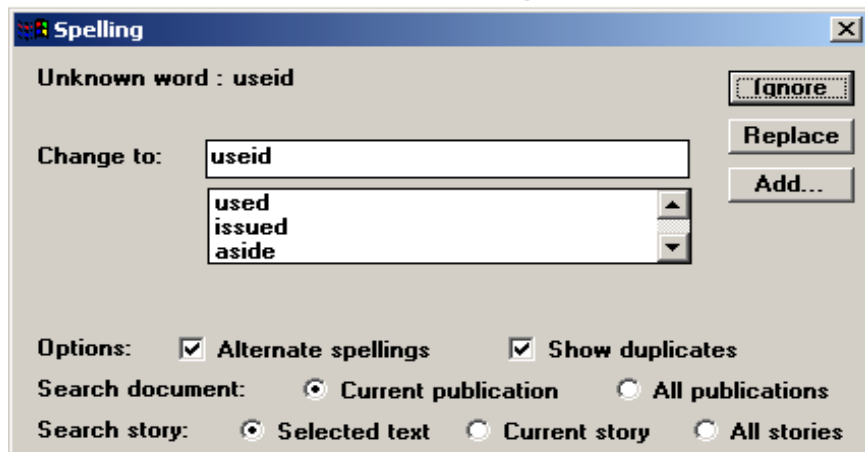 Spelling
Unknown word : useid
Ignore
Change to: useid
Replace
Add...
used
issued
aside
Options: Alternate spellings Show duplicates
Search document: Current publication All publications
Search story: Selected text Current story All stories